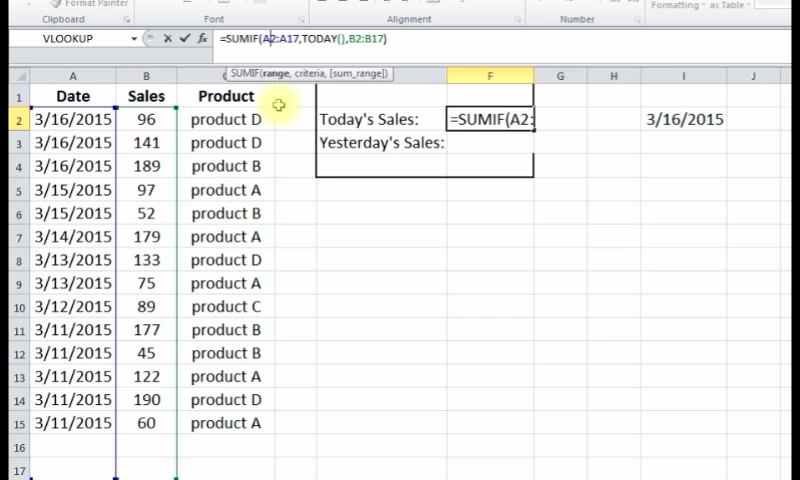 Format Painter
Formatting as Table
Clipboard Font Alignment Number
VLOOKUP =SUMIF(A2:A17,TODAY(),B2:B17)
SUMIF(range, criteria, [sum_range])
A B C F G H I J
1 Date Sales Product
2 3/16/2015 96 product D Today's Sales: =SUMIF(A2: 3/16/2015
3 3/16/2015 141 product D Yesterday's Sales:
4 3/16/2015 189 product B
5 3/15/2015 97 product A
6 3/15/2015 52 product B
7 3/14/2015 179 product A
8 3/13/2015 133 product D
9 3/13/2015 75 product A
10 3/12/2015 89 product C
11 3/11/2015 177 product B
12 3/11/2015 45 product B
13 3/11/2015 122 product A
14 3/11/2015 190 product D
15 3/11/2015 60 product A
16
17